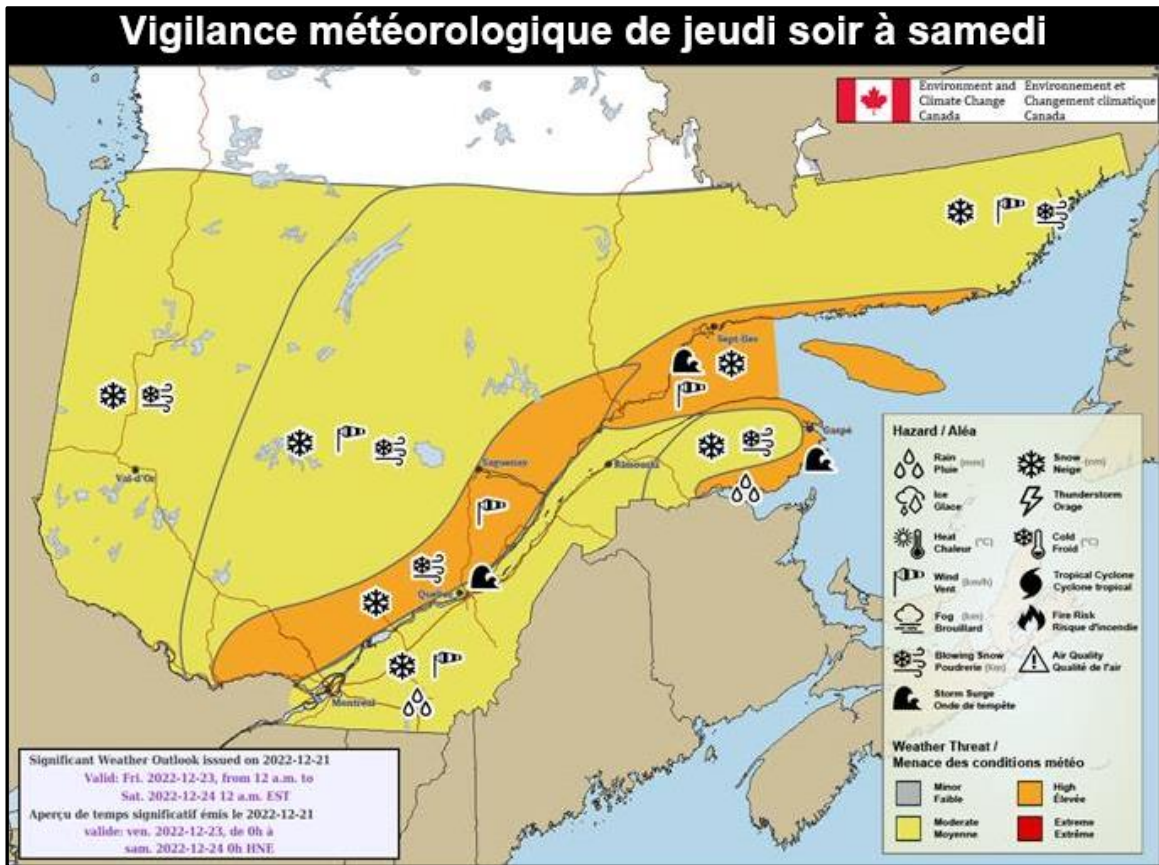 Vigilance météorologique de jeudi soir à samedi
Environment and
Climate Change
Canada
Environnement et
Changement climatique
Canada
Sept-Iles
Gaspé
Rimouski
Saguenay
Val-d'Or
Québec
Montréal
Hazard / Aléa
Rain (mm)
Pluie
Snow (cm)
Neige
Ice
Glace
Thunderstorm
Orage
Heat (°C)
Chaleur
Cold (°C)
Froid
Wind (km/h)
Vent
Tropical Cyclone
Cyclone tropical
Fog (km)
Brouillard
Fire Risk
Risque d'incendie
Blowing Snow
Poudrerie (Km)
Air Quality
Qualité de l'air
Storm Surge
Onde de tempête
Weather Threat /
Menace des conditions météo
Minor
Faible
High
Élevée
Moderate
Moyenne
Extreme
Extrême
Significant Weather Outlook issued on 2022-12-21
Valid: Fri. 2022-12-23, from 12 a.m. to
Sat. 2022-12-24 12 a.m. EST
Aperçu de temps significatif émis le 2022-12-21
valide: ven. 2022-12-23, de 0h à
sam. 2022-12-24 0h HNE